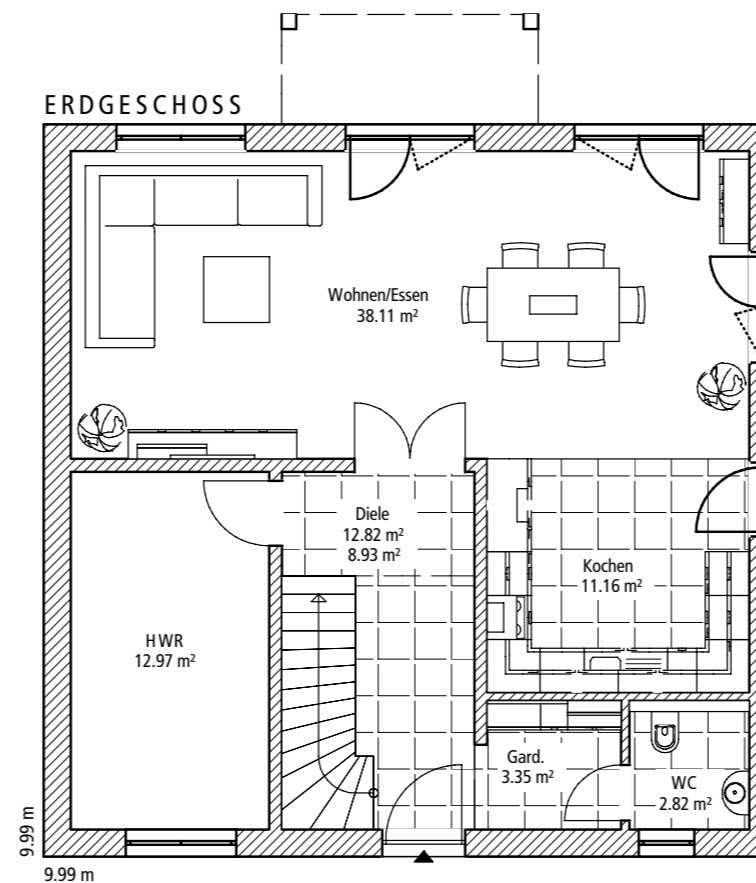 ERDGESCHOSS
Wohnen/Essen
38.11 m²
Diele
12.82 m²
8.93 m²
Kochen
11.16 m²
HWR
12.97 m²
Gard.
3.35 m²
WC
2.82 m²
9.99 m
9.99 m